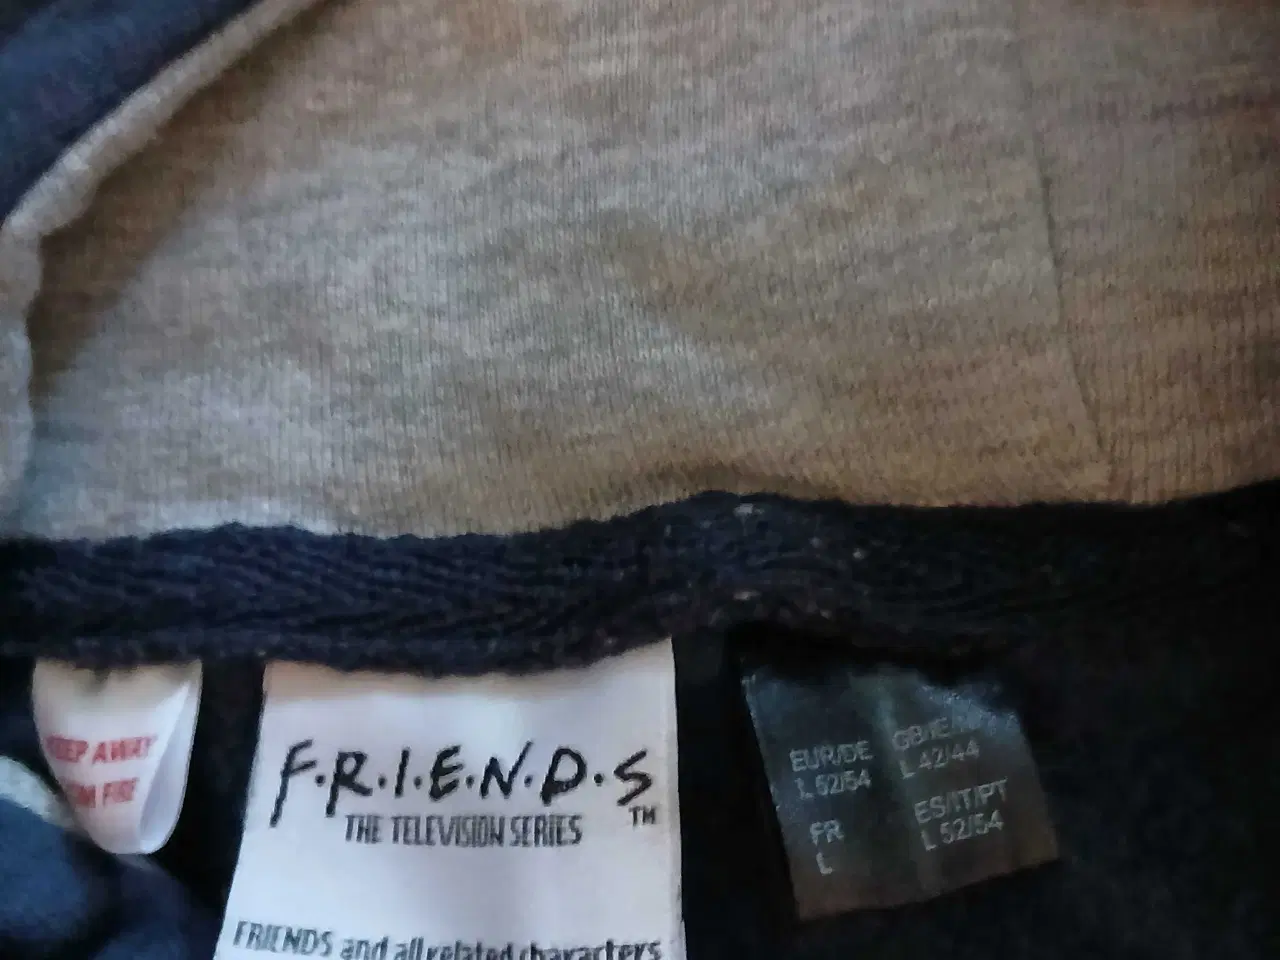 KEEP AWAY
FROM FIRE
F·R·I·E·N·D·S
THE TELEVISION SERIES ™
FRIENDS and all related characters
EUR/DE
L 52/54
FR
L
L 42/44
ES/IT/PT
L 52/54